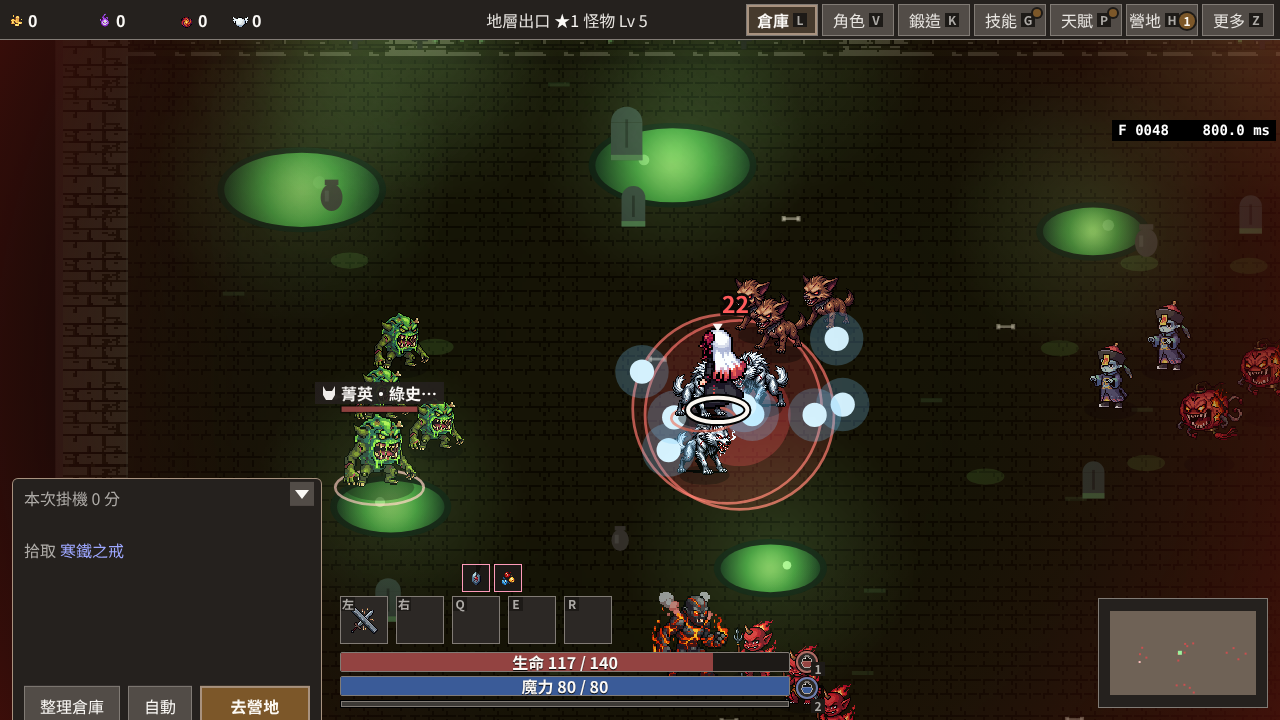 0
0
0
0
地層出口 ★1 怪物 Lv 5
倉庫 L
角色 V
鍛造 K
技能 G
天賦 P
營地 H 1
更多 Z
F 0048 800.0 ms
22
菁英・綠史…
本次掛機 0 分
拾取 寒鐵之戒
整理倉庫
自動
去營地
左
右
Q
E
R
生命 117 / 140
1
魔力 80 / 80
2